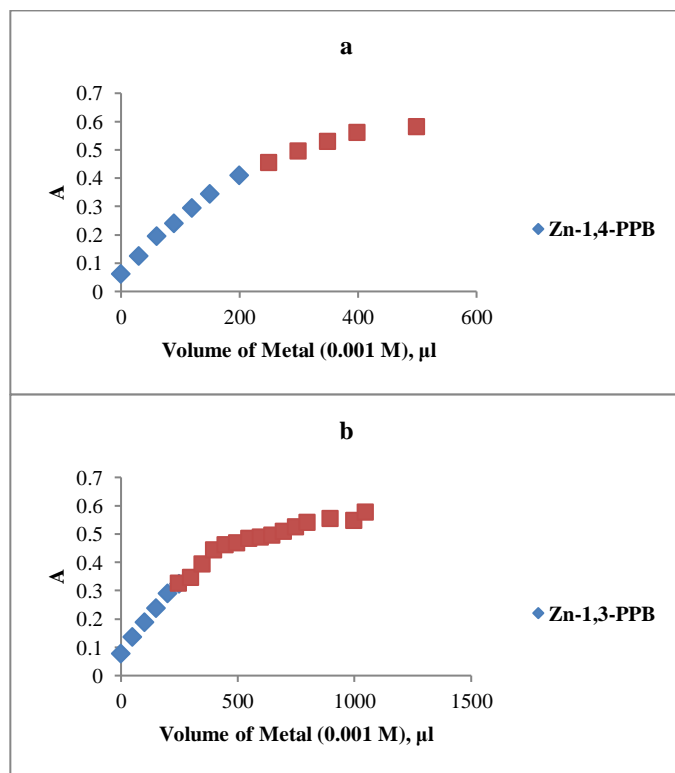 a
0.7
0.6
0.5
0.4
0.3
0.2
0.1
0
A
0 200 400 600
Volume of Metal (0.001 M), µl
Zn-1,4-PPB
b
0.7
0.6
0.5
0.4
0.3
0.2
0.1
0
A
0 500 1000 1500
Volume of Metal (0.001 M), µl
Zn-1,3-PPB